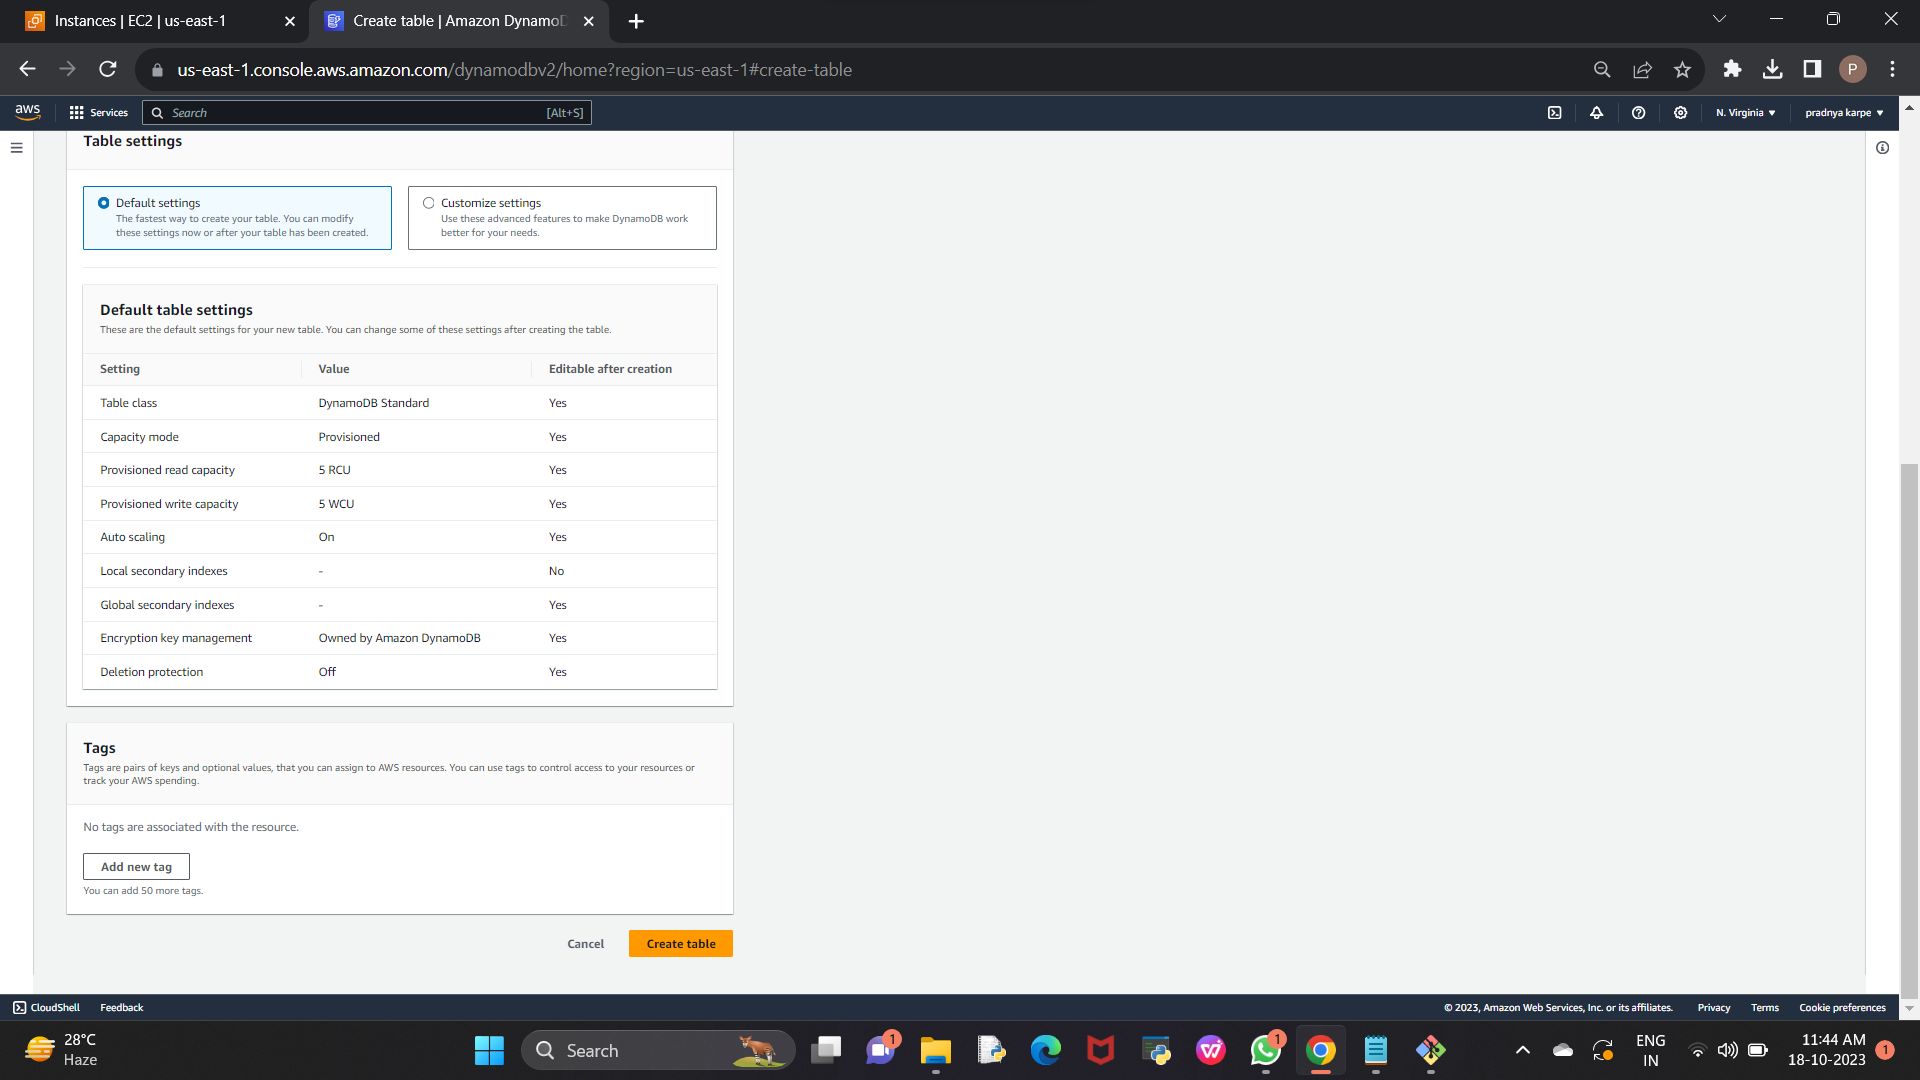 Instances | EC2 | us-east-1
Create table | Amazon DynamoD
us-east-1.console.aws.amazon.com/dynamodbv2/home?region=us-east-1#create-table
P
aws
Services
Search
[Alt+S]
N. Virginia
pradnya karpe
Table settings
Default settings
The fastest way to create your table. You can modify
these settings now or after your table has been created.
Customize settings
Use these advanced features to make DynamoDB work
better for your needs.
Default table settings
These are the default settings for your new table. You can change some of these settings after creating the table.
Setting Value Editable after creation
Table class DynamoDB Standard Yes
Capacity mode Provisioned Yes
Provisioned read capacity 5 RCU Yes
Provisioned write capacity 5 WCU Yes
Auto scaling On Yes
Local secondary indexes - No
Global secondary indexes - Yes
Encryption key management Owned by Amazon DynamoDB Yes
Deletion protection Off Yes
Tags
Tags are pairs of keys and optional values, that you can assign to AWS resources. You can use tags to control access to your resources or
track your AWS spending.
No tags are associated with the resource.
Add new tag
You can add 50 more tags.
Cancel
Create table
CloudShell
Feedback
© 2023, Amazon Web Services, Inc. or its affiliates.
Privacy
Terms
Cookie preferences
28°C
Haze
Search
1
1
ENG
IN
11:44 AM
18-10-2023
1